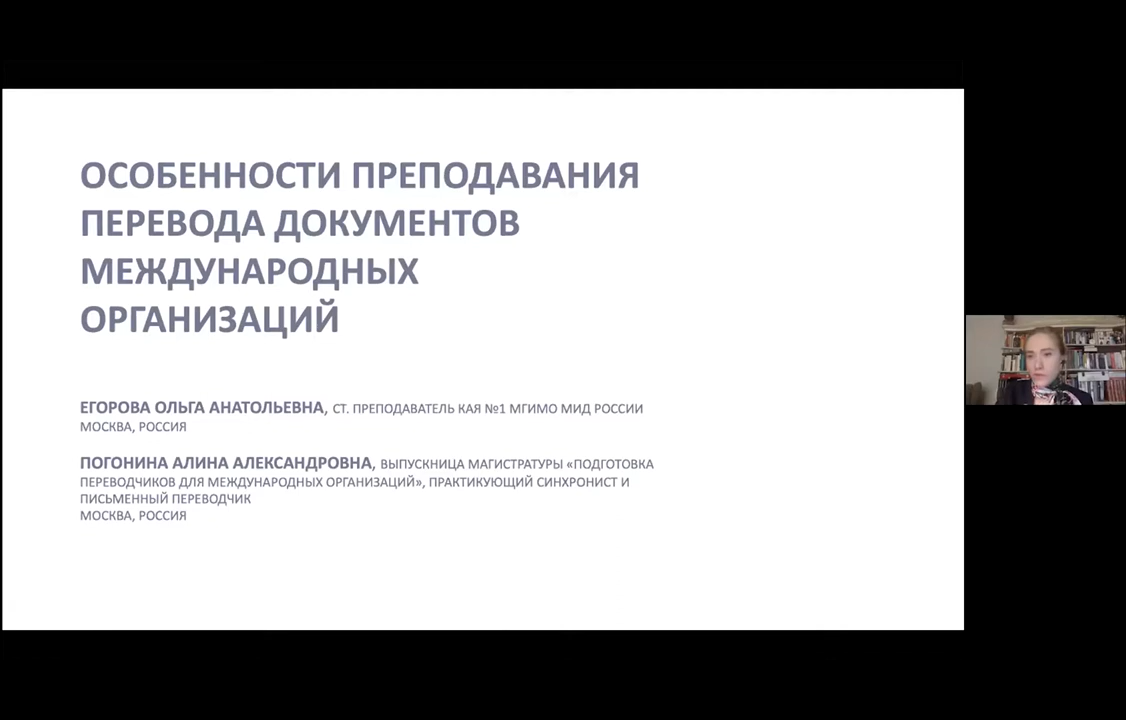 ОСОБЕННОСТИ ПРЕПОДАВАНИЯ
ПЕРЕВОДА ДОКУМЕНТОВ
МЕЖДУНАРОДНЫХ
ОРГАНИЗАЦИЙ
ЕГОРОВА ОЛЬГА АНАТОЛЬЕВНА, СТ. ПРЕПОДАВАТЕЛЬ КАЯ №1 МГИМО МИД РОССИИ
МОСКВА, РОССИЯ
ПОГОНИНА АЛИНА АЛЕКСАНДРОВНА, ВЫПУСКНИЦА МАГИСТРАТУРЫ «ПОДГОТОВКА
ПЕРЕВОДЧИКОВ ДЛЯ МЕЖДУНАРОДНЫХ ОРГАНИЗАЦИЙ», ПРАКТИКУЮЩИЙ СИНХРОНИСТ И
ПИСЬМЕННЫЙ ПЕРЕВОДЧИК
МОСКВА, РОССИЯ